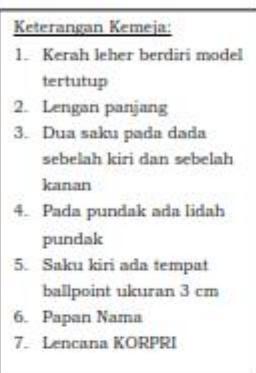 Keterangan Kemeja:
1. Kerah leher berdiri model
tertutup
2. Lengan panjang
3. Dua saku pada dada
sebelah kiri dan sebelah
kanan
4. Pada pundak ada lidah
pundak
5. Saku kiri ada tempat
ballpoint ukuran 3 cm
6. Papan Nama
7. Lencana KORPRI